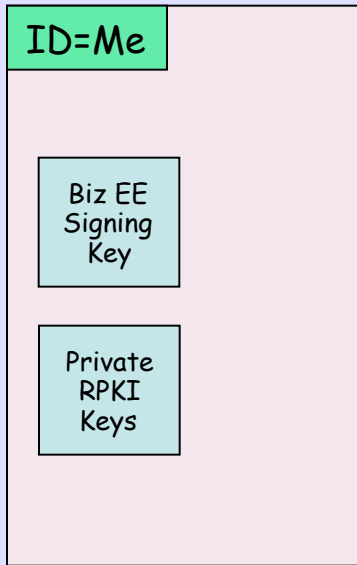 ID=Me
Biz EE
Signing
Key
Private
RPKI
Keys